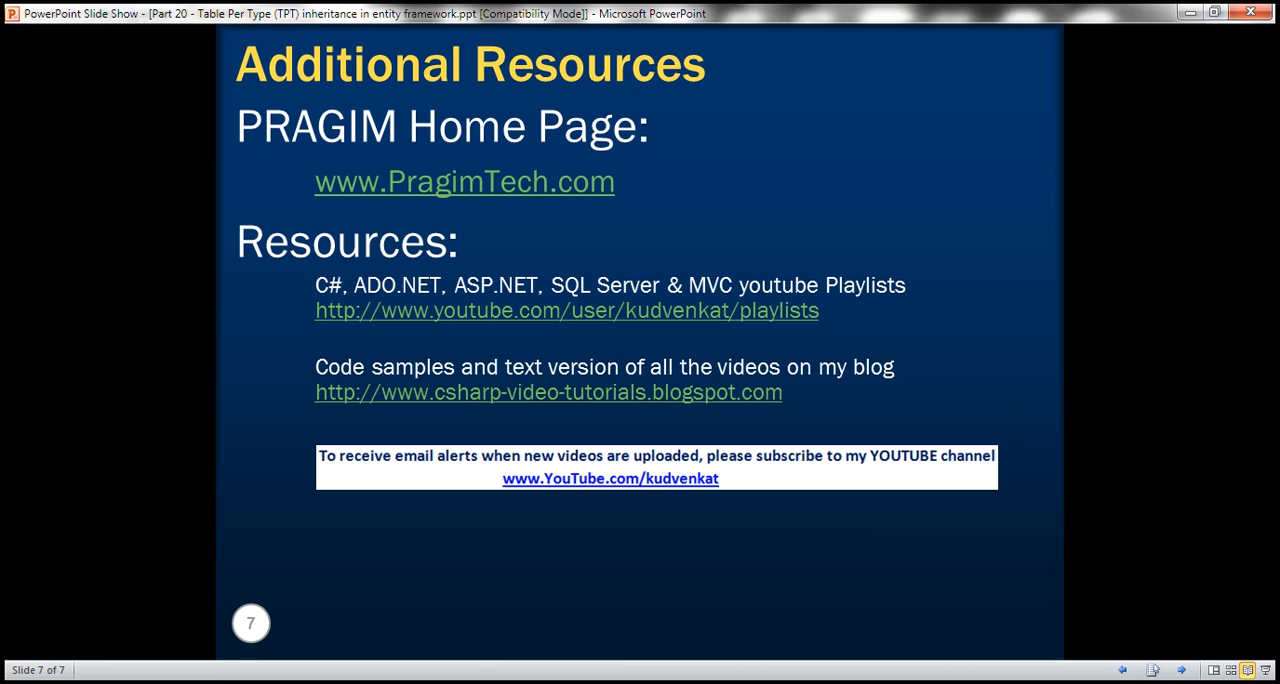 PowerPoint Slide Show - [Part 20 - Table Per Type (TPT) inheritance in entity framework.ppt [Compatibility Mode]] - Microsoft PowerPoint
Additional Resources
PRAGIM Home Page:
www.PragimTech.com
Resources:
C#, ADO.NET, ASP.NET, SQL Server & MVC youtube Playlists
http://www.youtube.com/user/kudvenkat/playlists
Code samples and text version of all the videos on my blog
http://www.csharp-video-tutorials.blogspot.com
To receive email alerts when new videos are uploaded, please subscribe to my YOUTUBE channel
www.YouTube.com/kudvenkat
7
Slide 7 of 7